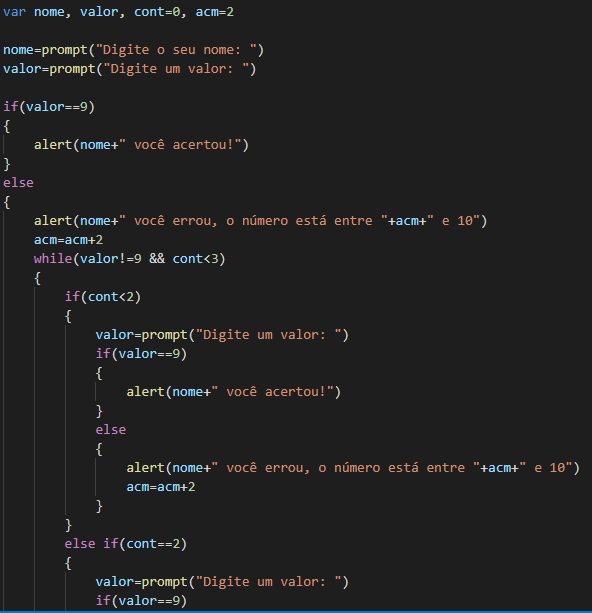 var nome, valor, cont=0, acm=2
nome=prompt("Digite o seu nome: ")
valor=prompt("Digite um valor: ")
if(valor==9)
{
alert(nome+" você acertou!")
}
else
{
alert(nome+" você errou, o número está entre "+acm+" e 10")
acm=acm+2
while(valor!=9 && cont<3)
{
if(cont<2)
{
valor=prompt("Digite um valor: ")
if(valor==9)
{
alert(nome+" você acertou!")
}
else
{
alert(nome+" você errou, o número está entre "+acm+" e 10")
acm=acm+2
}
}
else if(cont==2)
{
valor=prompt("Digite um valor: ")
if(valor==9)